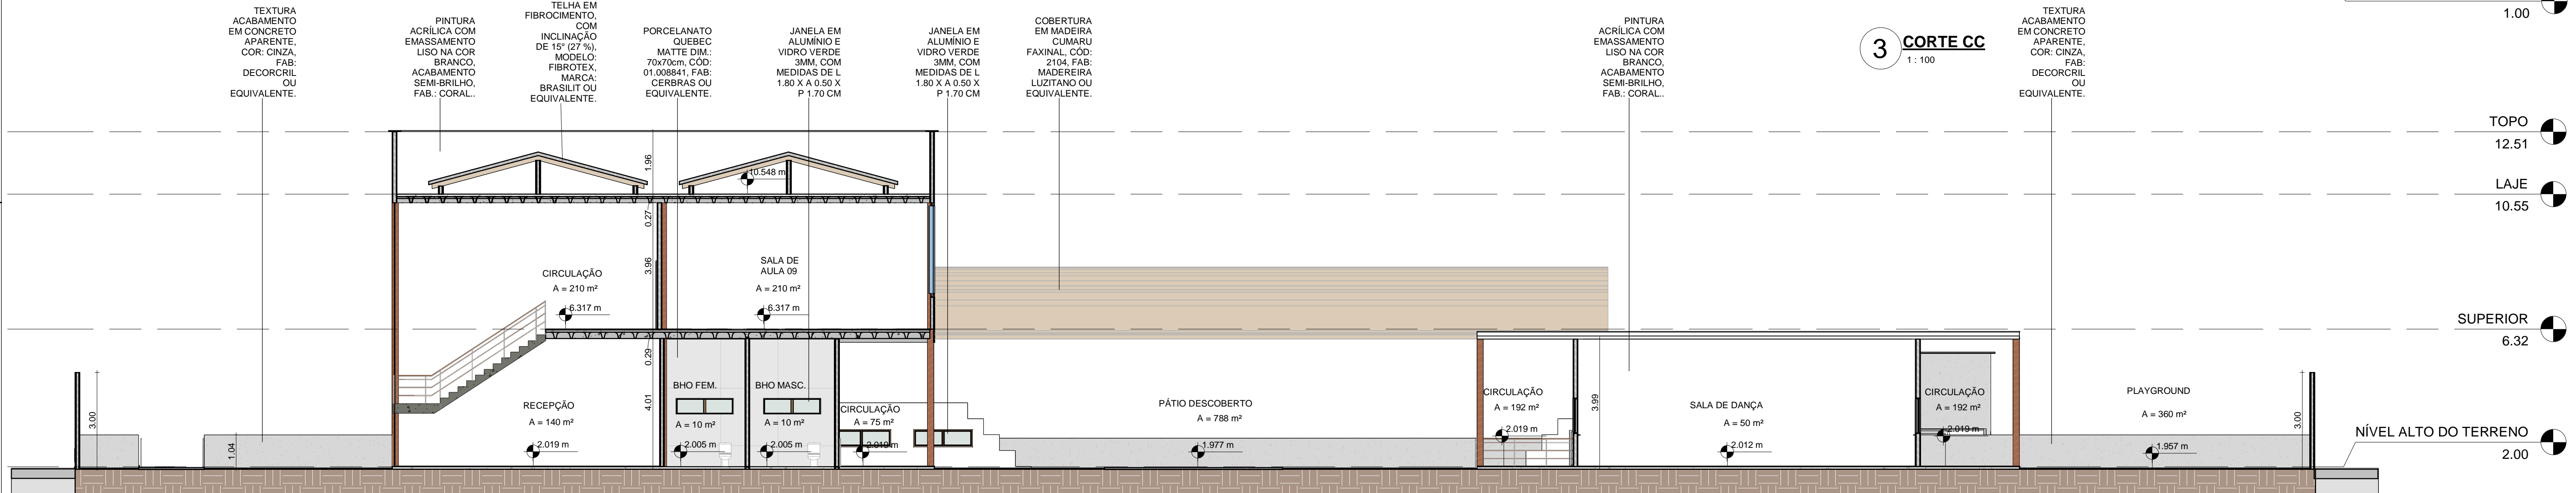 TEXTURA
ACABAMENTO
EM CONCRETO
APARENTE,
COR: CINZA,
FAB:
DECORCRIL
OU
EQUIVALENTE.
PINTURA
ACRÍLICA COM
EMASSAMENTO
LISO NA COR
BRANCO,
ACABAMENTO
SEMI-BRILHO,
FAB.: CORAL..
TELHA EM
FIBROCIMENTO,
COM
INCLINAÇÃO
DE 15° (27 %),
MODELO:
FIBROTEX,
MARCA:
BRASILIT OU
EQUIVALENTE.
PORCELANATO
QUEBEC
MATTE DIM.:
70x70cm, CÓD:
01.008841, FAB:
CERBRAS OU
EQUIVALENTE.
JANELA EM
ALUMÍNIO E
VIDRO VERDE
3MM, COM
MEDIDAS DE L
1.80 X A 0.50 X
P 1.70 CM
JANELA EM
ALUMÍNIO E
VIDRO VERDE
3MM, COM
MEDIDAS DE L
1.80 X A 0.50 X
P 1.70 CM
COBERTURA
EM MADEIRA
CUMARU
FAXINAL, CÓD:
2104, FAB:
MADEREIRA
LUZITANO OU
EQUIVALENTE.
PINTURA
ACRÍLICA COM
EMASSAMENTO
LISO NA COR
BRANCO,
ACABAMENTO
SEMI-BRILHO,
FAB.: CORAL..
3 CORTE CC
1 : 100
TEXTURA
ACABAMENTO
EM CONCRETO
APARENTE,
COR: CINZA,
FAB:
DECORCRIL
OU
EQUIVALENTE.
1.00
TOPO
12.51
LAJE
10.55
SUPERIOR
6.32
NÍVEL ALTO DO TERRENO
2.00
1.96
10.548 m
0.27
3.96
CIRCULAÇÃO
A = 210 m²
6.317 m
SALA DE
AULA 09
A = 210 m²
6.317 m
0.29
4.01
3.00
1.04
RECEPÇÃO
A = 140 m²
2.019 m
BHO FEM.
A = 10 m²
2.005 m
BHO MASC.
A = 10 m²
2.005 m
CIRCULAÇÃO
A = 75 m²
2.019 m
PÁTIO DESCOBERTO
A = 788 m²
1.977 m
CIRCULAÇÃO
A = 192 m²
2.019 m
3.99
SALA DE DANÇA
A = 50 m²
2.012 m
CIRCULAÇÃO
A = 192 m²
2.019 m
PLAYGROUND
A = 360 m²
1.957 m
3.00